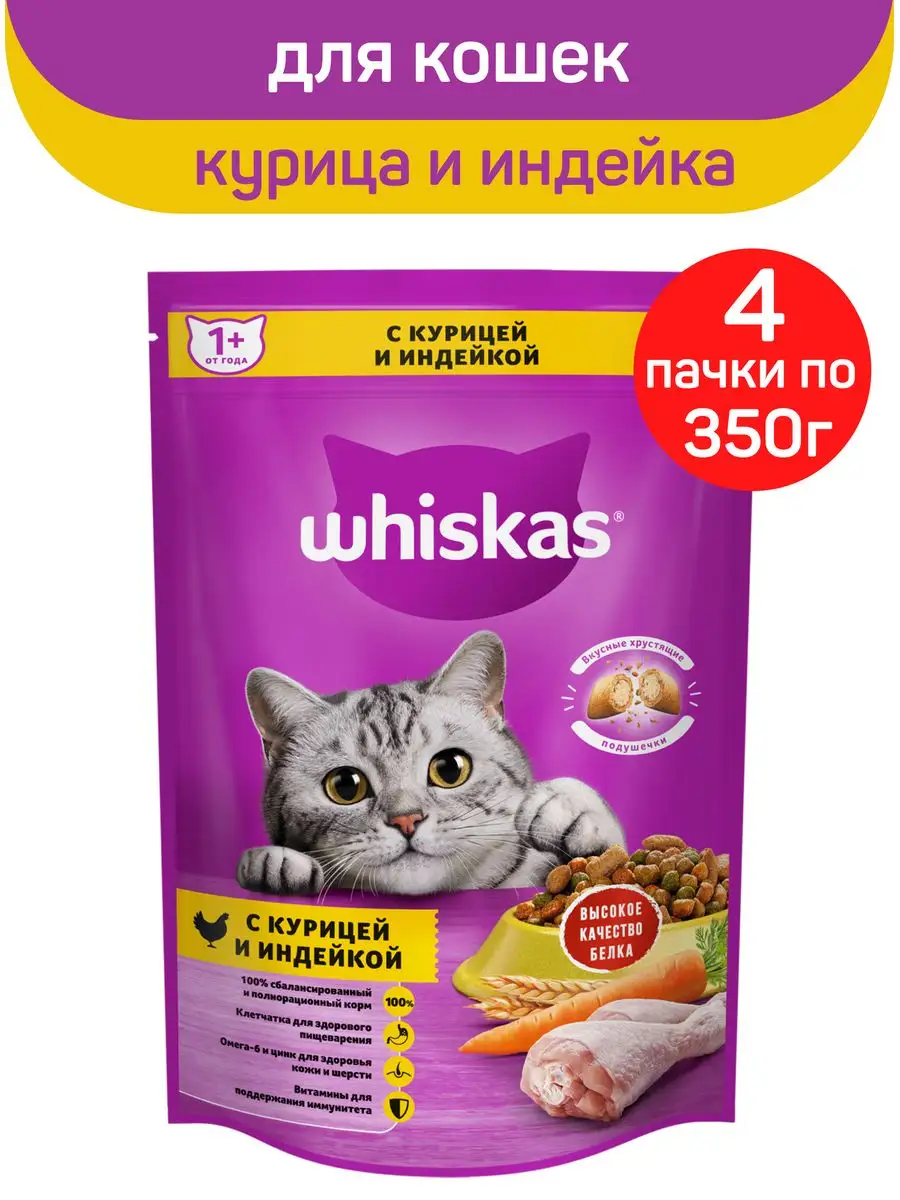 для кошек
курица и индейка
1+
ОТ ГОДА
С КУРИЦЕЙ
И ИНДЕЙКОЙ
4
пачки по
350г
whiskas®
Вкусные хрустящие
подушечки
ВЫСОКОЕ
КАЧЕСТВО
БЕЛКА
С КУРИЦЕЙ
И ИНДЕЙКОЙ
100% сбалансированный
и полнорационный корм
100%
Клетчатка для здорового
пищеварения
Омега-6 и цинк для здоровья
кожи и шерсти
Витамины для
поддержания иммунитета